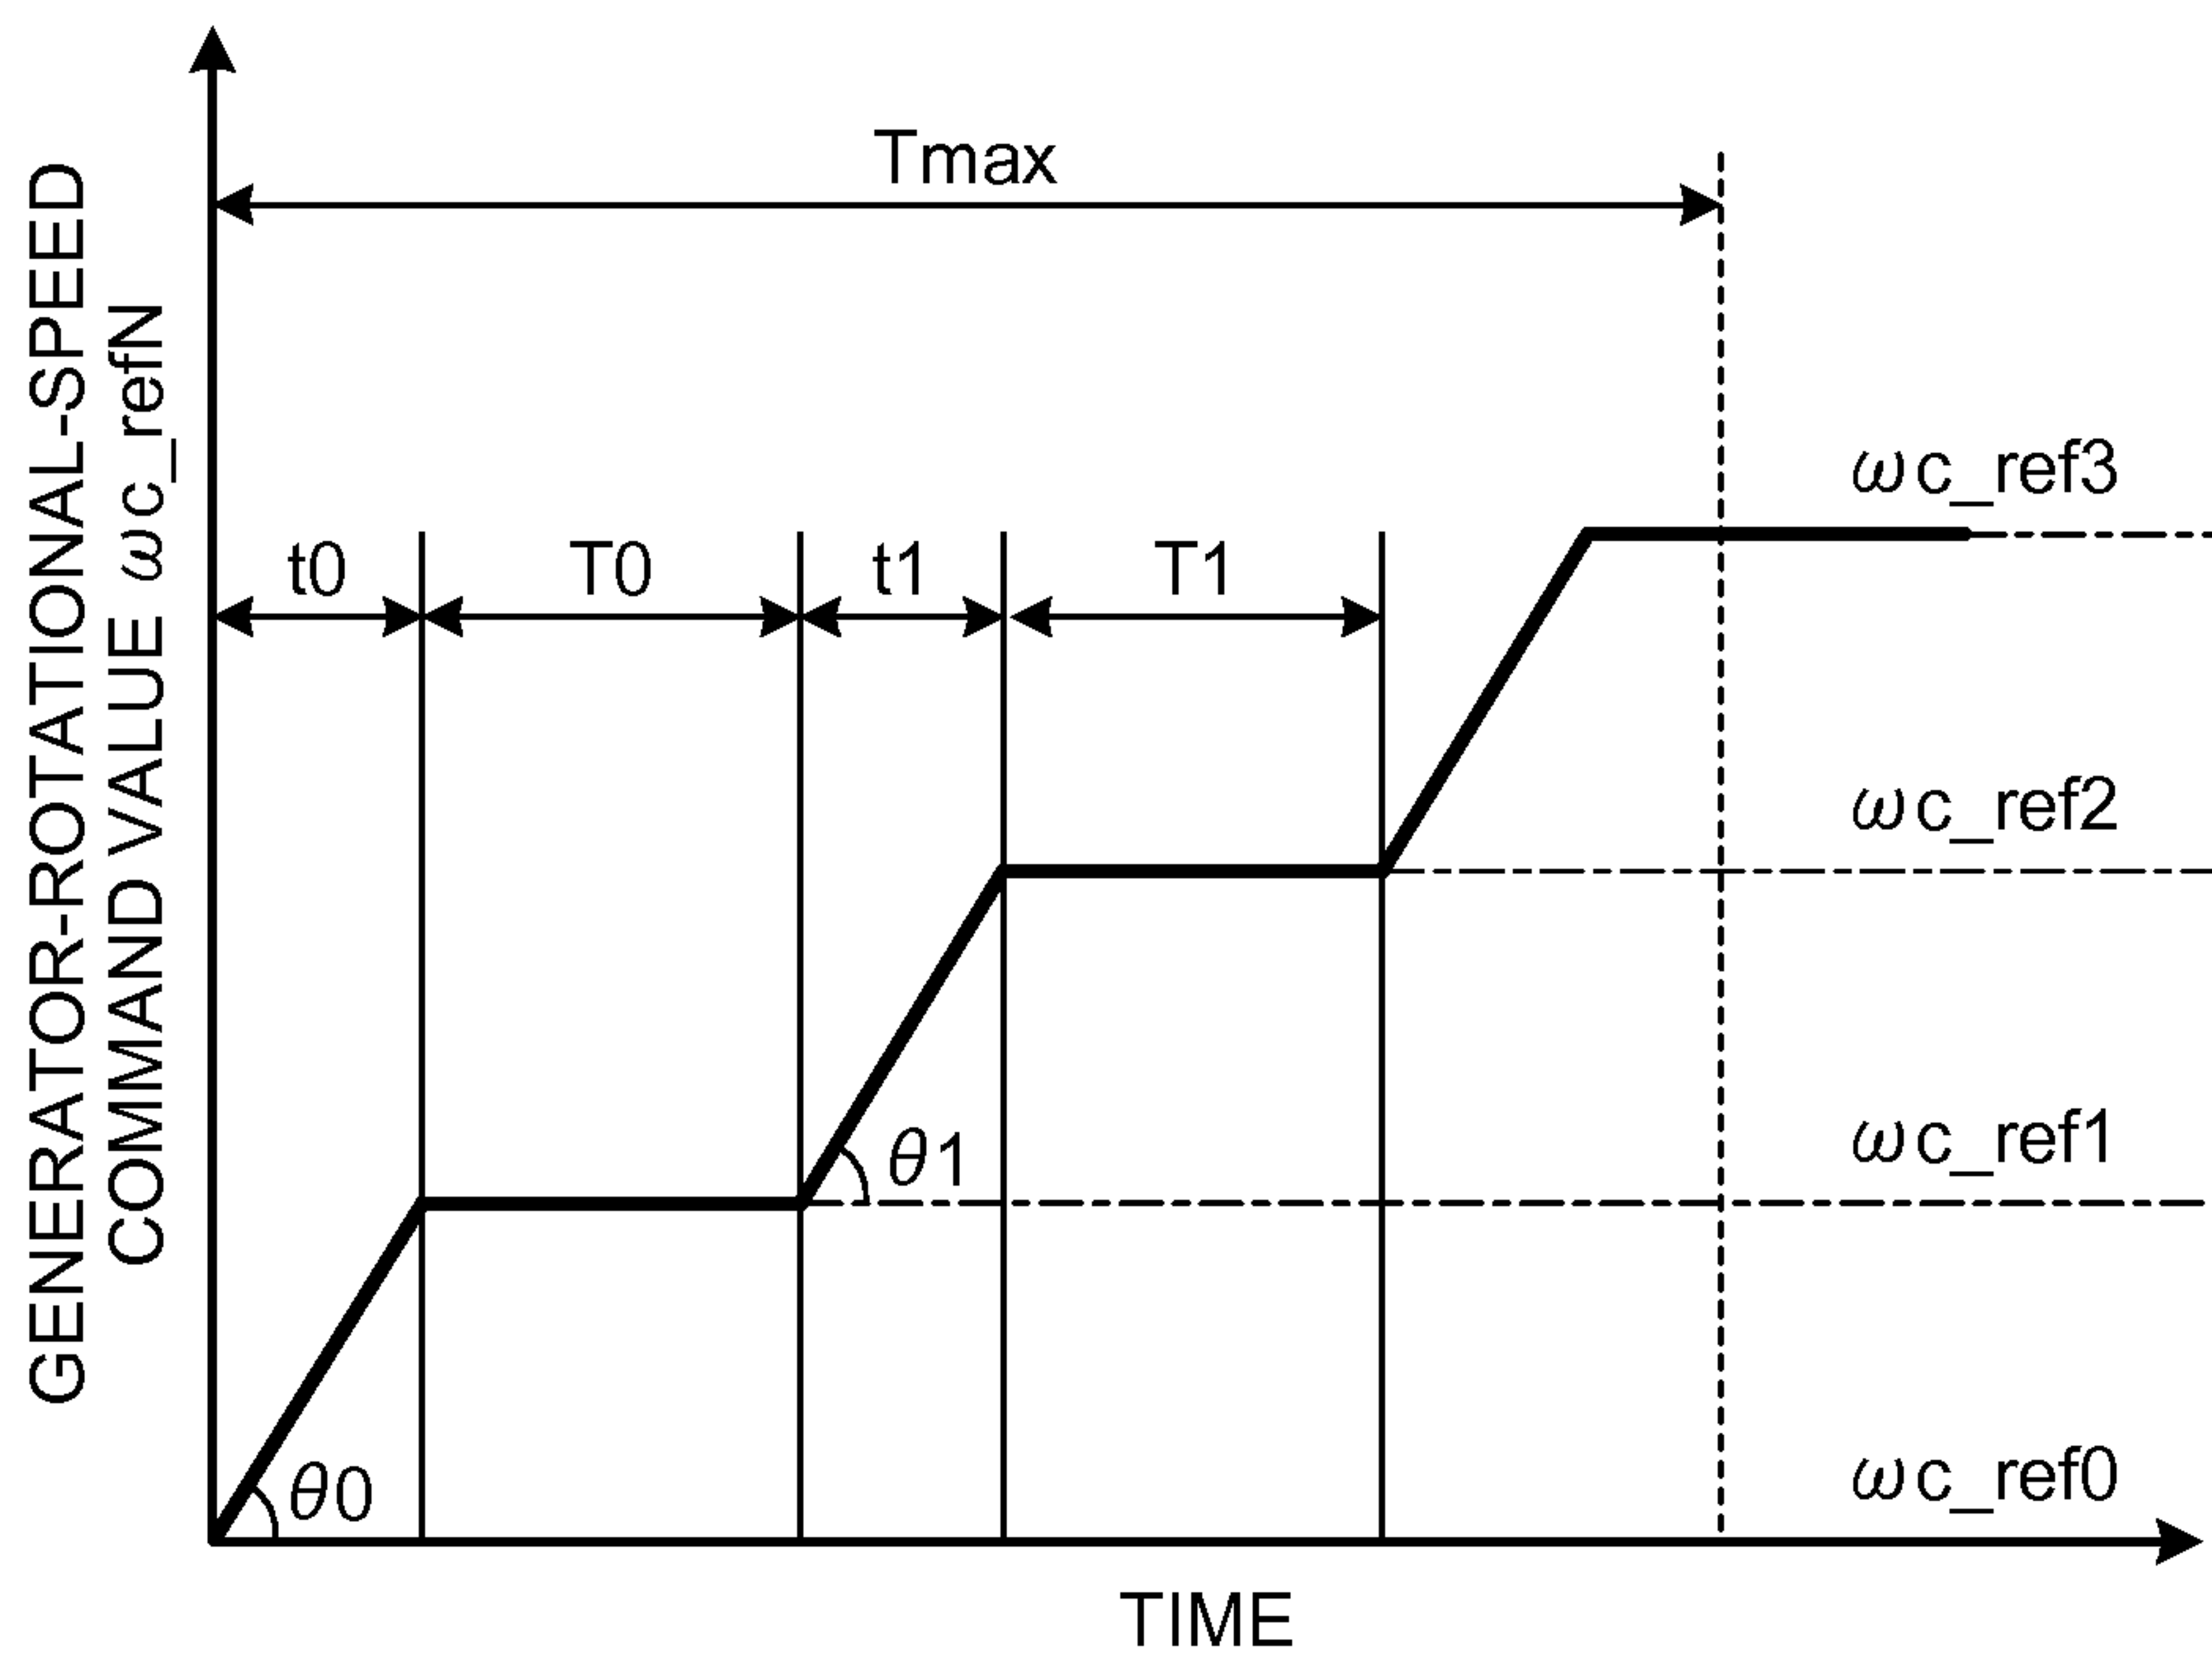 GENERATOR-ROTATIONAL-SPEED
COMMAND VALUE ωc_refN
Tmax
t0
T0
t1
T1
ωc_ref3
ωc_ref2
ωc_ref1
ωc_ref0
θ1
θ0
TIME